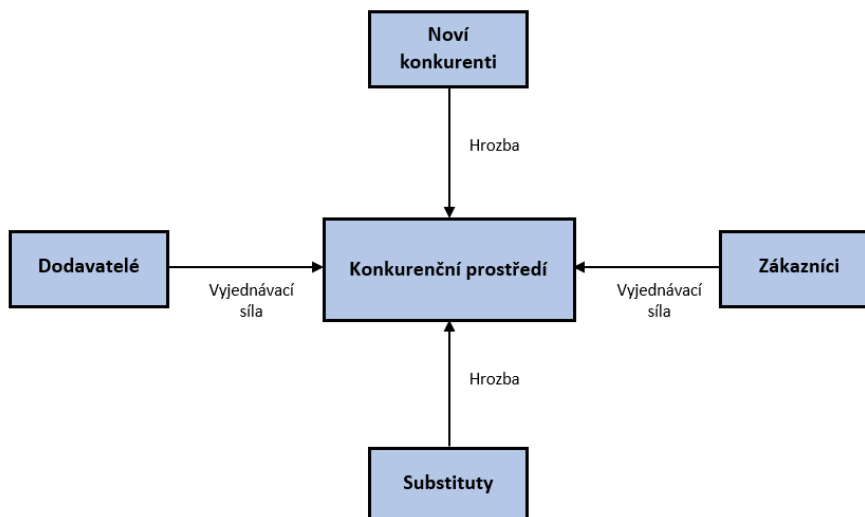 Noví
konkurenti
Hrozba
Dodavatelé
Konkurenční prostředí
Zákazníci
Vyjednávací
síla
Vyjednávací
síla
Hrozba
Substituty